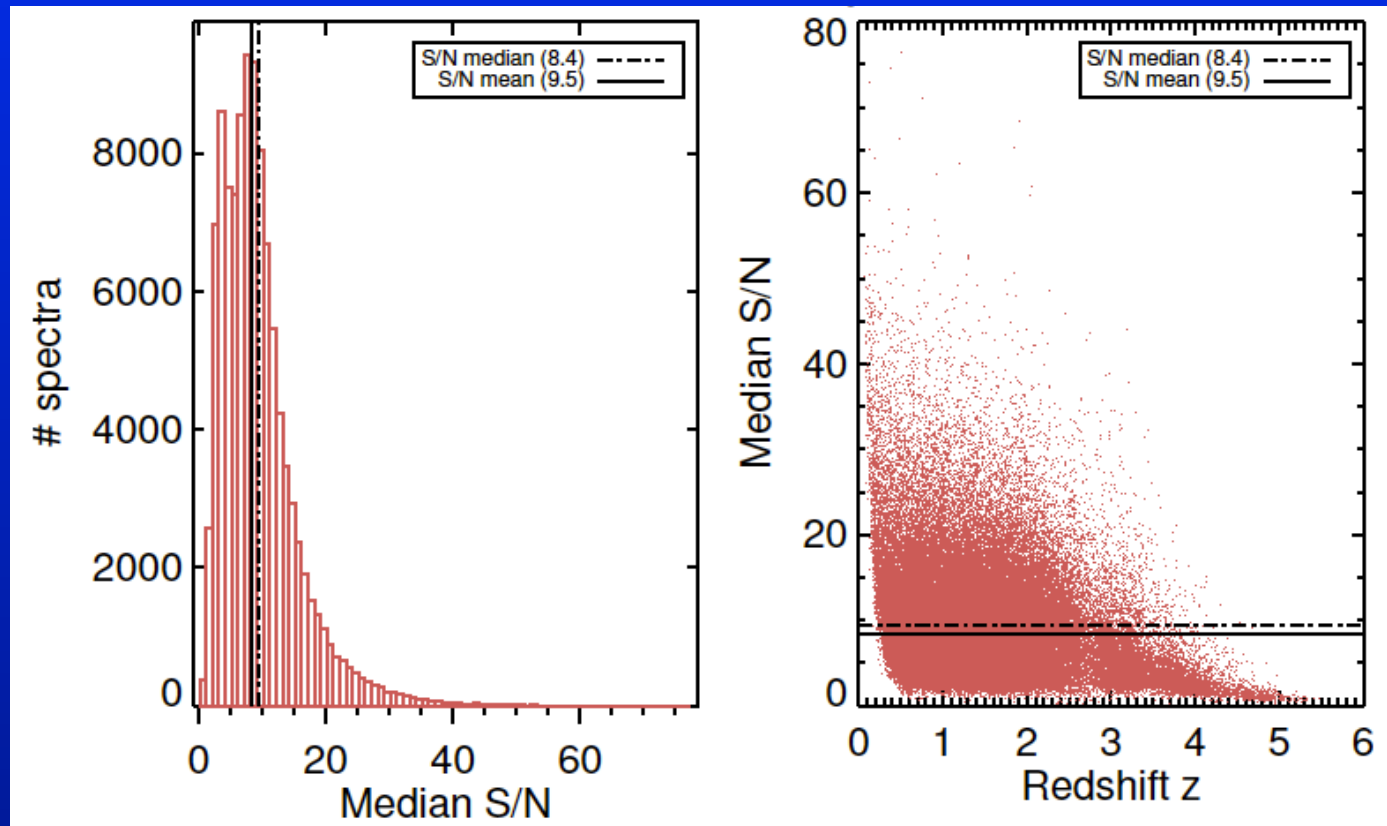 S/N median (8.4)
S/N mean (9.5)
8000
6000
4000
2000
0
# spectra
0 20 40 60
Median S/N
S/N median (8.4)
S/N mean (9.5)
80
60
40
20
0
Median S/N
0 1 2 3 4 5 6
Redshift z